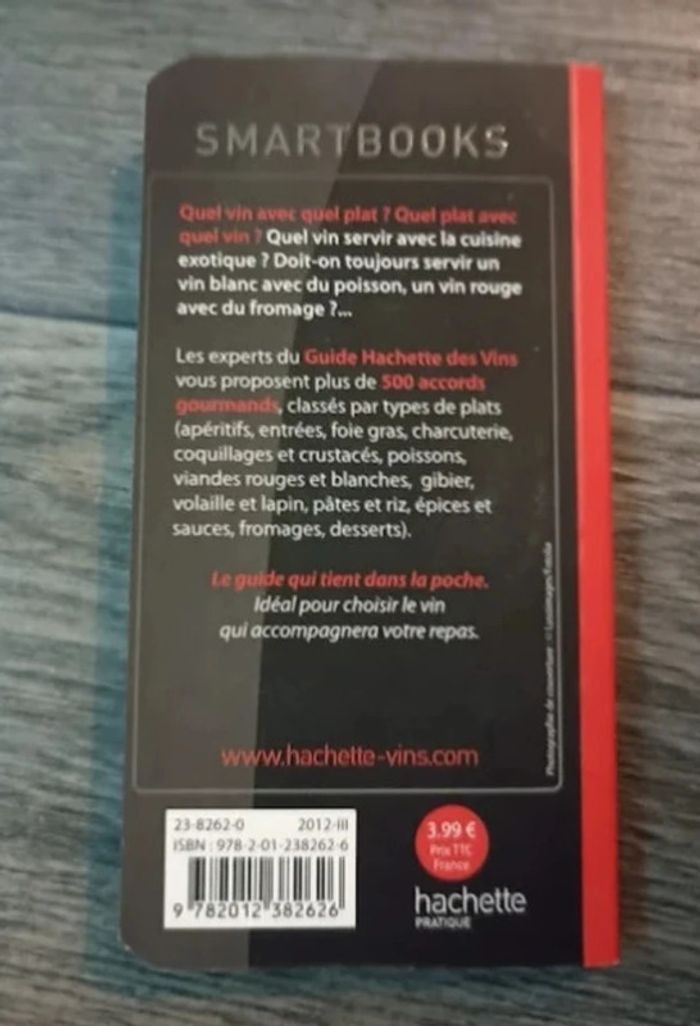 SMARTBOOKS
Quel vin avec quel plat ? Quel plat avec
quel vin ? Quel vin servir avec la cuisine
exotique ? Doit-on toujours servir un
vin blanc avec du poisson, un vin rouge
avec du fromage ?...
Les experts du Guide Hachette des Vins
vous proposent plus de 500 accords
gourmands, classés par types de plats
(apéritifs, entrées, foie gras, charcuterie,
coquillages et crustacés, poissons,
viandes rouges et blanches, gibier,
volaille et lapin, pâtes et riz, épices et
sauces, fromages, desserts).
Le guide qui tient dans la poche.
Idéal pour choisir le vin
qui accompagnera votre repas.
Photographie de couverture : ©
www.hachette-vins.com
23-8262-0 2012-III
ISBN : 978-2-01-238262-6
9 782012 382626
3.99 €
Prix TTC
France
hachette
PRATIQUE